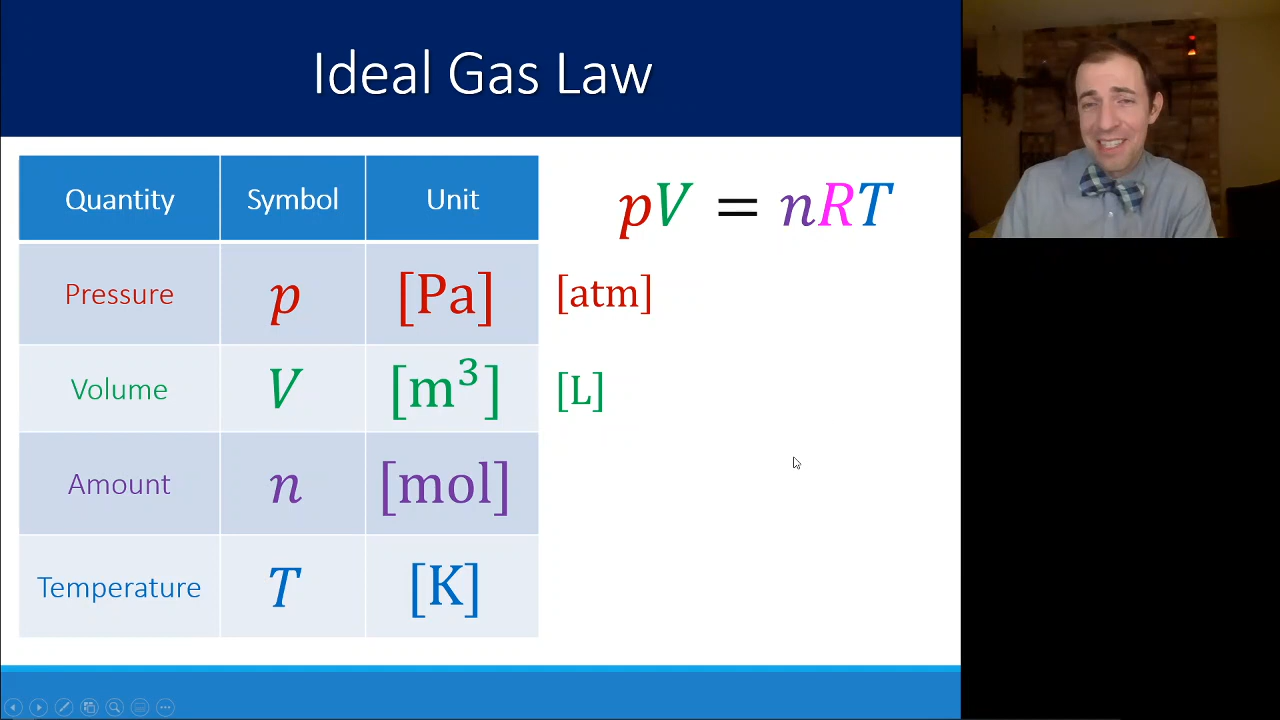 Ideal Gas Law
Quantity Symbol Unit
pV = nRT
Pressure p [Pa] [atm]
Volume V [m³] [L]
Amount n [mol]
Temperature T [K]